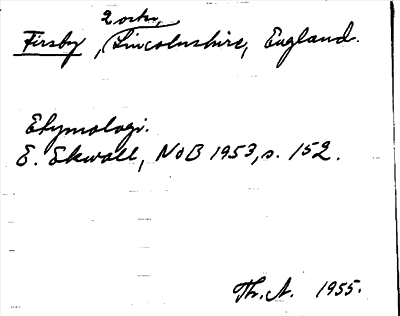 2 orter,
Firsby, Lincolnshire, England.
Etymologi.
E. Ekwall, NoB 1953, s. 152.
Th. A. 1955.